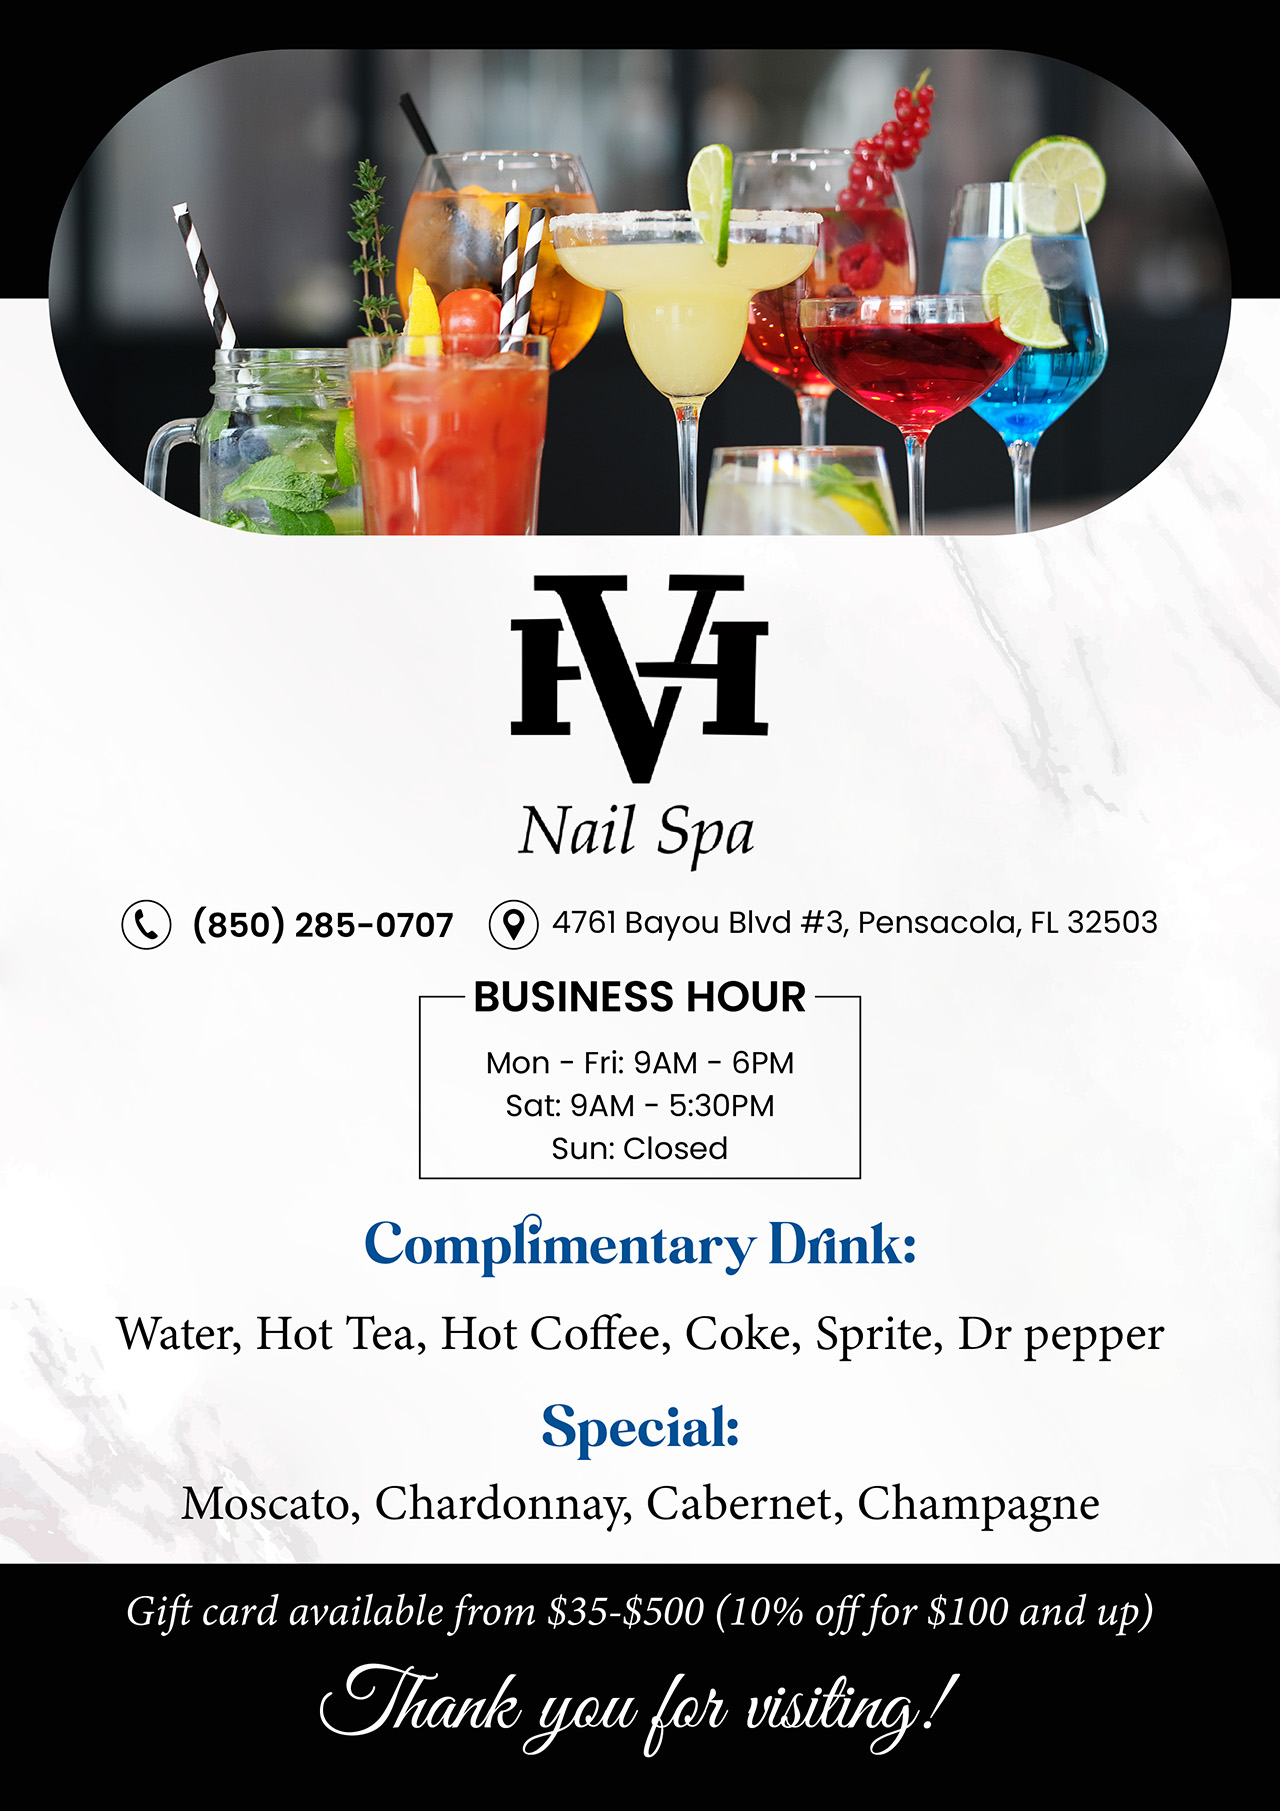 VH
Nail Spa
(850) 285-0707
4761 Bayou Blvd #3, Pensacola, FL 32503
BUSINESS HOUR
Mon - Fri: 9AM - 6PM
Sat: 9AM - 5:30PM
Sun: Closed
Complimentary Drink:
Water, Hot Tea, Hot Coffee, Coke, Sprite, Dr pepper
Special:
Moscato, Chardonnay, Cabernet, Champagne
Gift card available from $35-$500 (10% off for $100 and up)
Thank you for visiting!